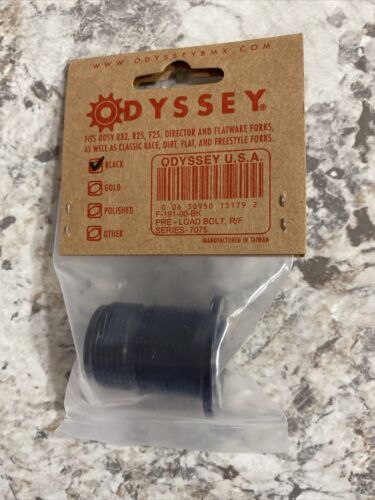 WWW.ODYSSEYBMX.COM
ODYSSEY®
FITS ODSY R32, R25, F25, DIRECTOR AND FLATWARE FORKS,
AS WELL AS CLASSIC RACE, DIRT, FLAT, AND FREESTYLE FORKS.
BLACK
GOLD
POLISHED
OTHER
ODYSSEY U.S.A.
0 06 30950 13179 2
F-191-00-BK
PRE-LOAD BOLT, R/F
SERIES- 7075
MANUFACTURED IN TAIWAN